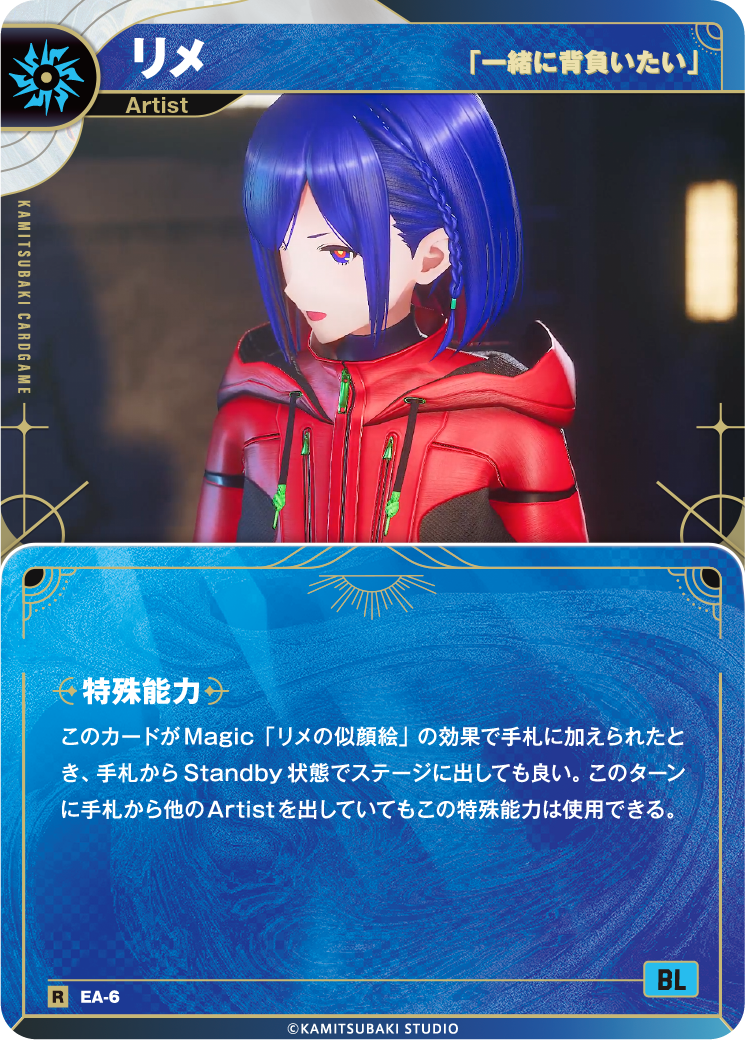 リメ
「一緒に背負いたい」
Artist
KAMITSUBAKI CARDGAME
特殊能力
このカードがMagic「リメの似顔絵」の効果で手札に加えられたと
き、手札からStandby状態でステージに出しても良い。このターン
に手札から他のArtistを出していてもこの特殊能力は使用できる。
BL
R EA-6
©KAMITSUBAKI STUDIO